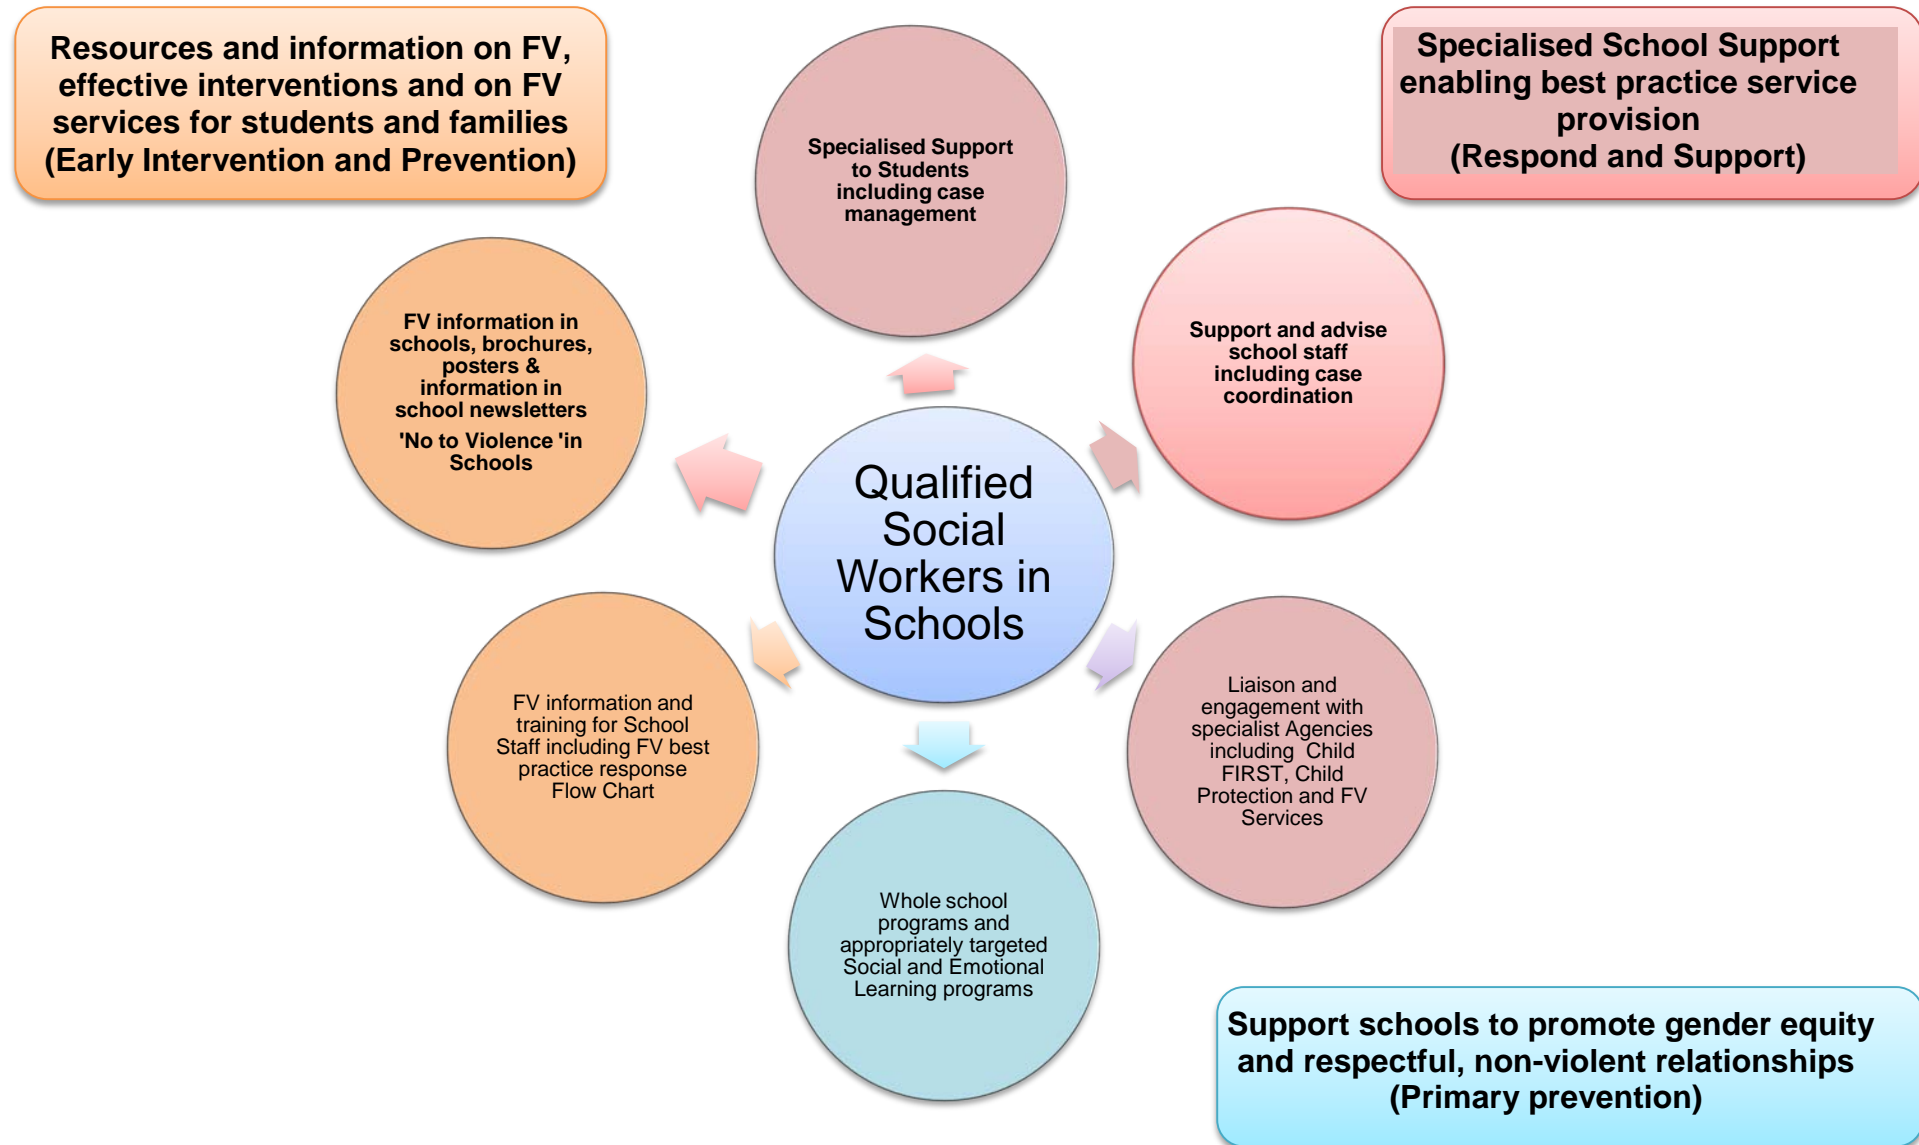 Resources and information on FV,
effective interventions and on FV
services for students and families
(Early Intervention and Prevention)
Specialised School Support
enabling best practice service
provision
(Respond and Support)
Specialised Support
to Students
including case
management
FV information in
schools, brochures,
posters &
information in
school newsletters
'No to Violence 'in
Schools
Support and advise
school staff
including case
coordination
Qualified
Social
Workers in
Schools
FV information and
training for School
Staff including FV best
practice response
Flow Chart
Liaison and
engagement with
specialist Agencies
including  Child
FIRST, Child
Protection and FV
Services
Whole school
programs and
appropriately targeted
Social and Emotional
Learning programs
Support schools to promote gender equity
and respectful, non-violent relationships
(Primary prevention)